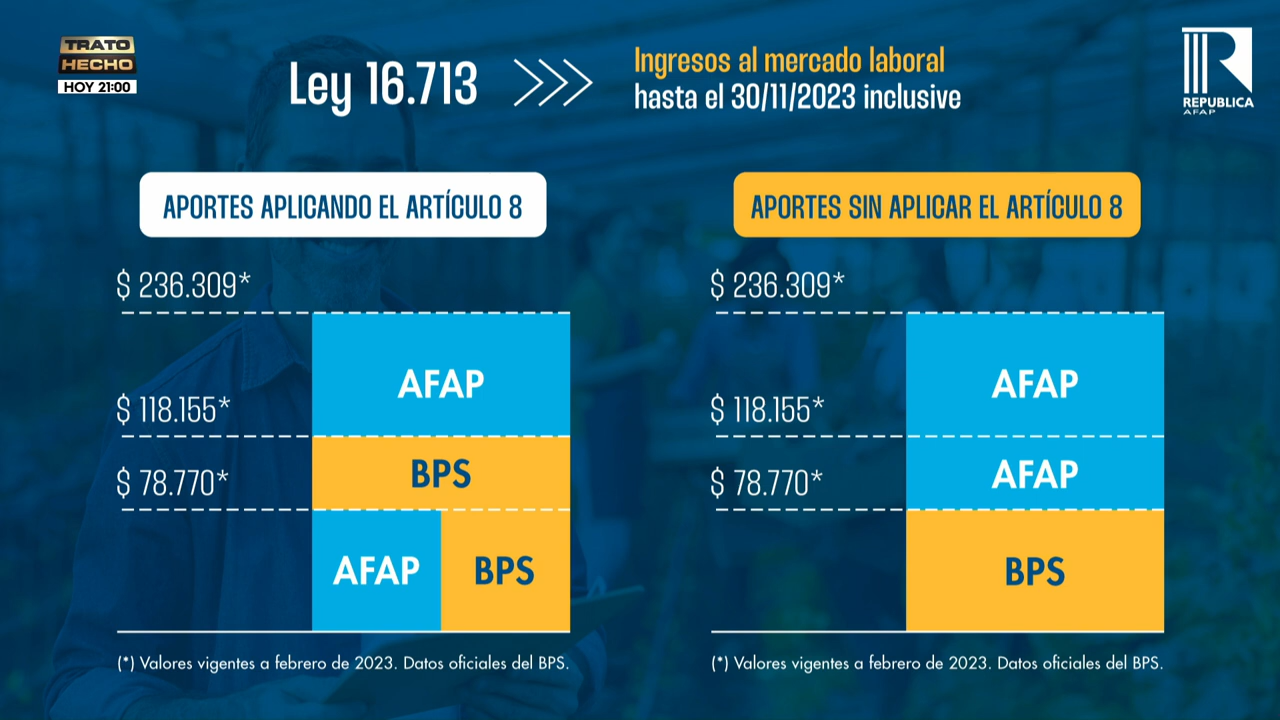 TRATO
HECHO
HOY 21:00
Ley 16.713
Ingresos al mercado laboral
hasta el 30/11/2023 inclusive
R
REPUBLICA
AFAP
APORTES APLICANDO EL ARTÍCULO 8
$ 236.309*
AFAP
$ 118.155*
BPS
$ 78.770*
AFAP
BPS
(*) Valores vigentes a febrero de 2023. Datos oficiales del BPS.
APORTES SIN APLICAR EL ARTÍCULO 8
$ 236.309*
AFAP
$ 118.155*
AFAP
$ 78.770*
BPS
(*) Valores vigentes a febrero de 2023. Datos oficiales del BPS.